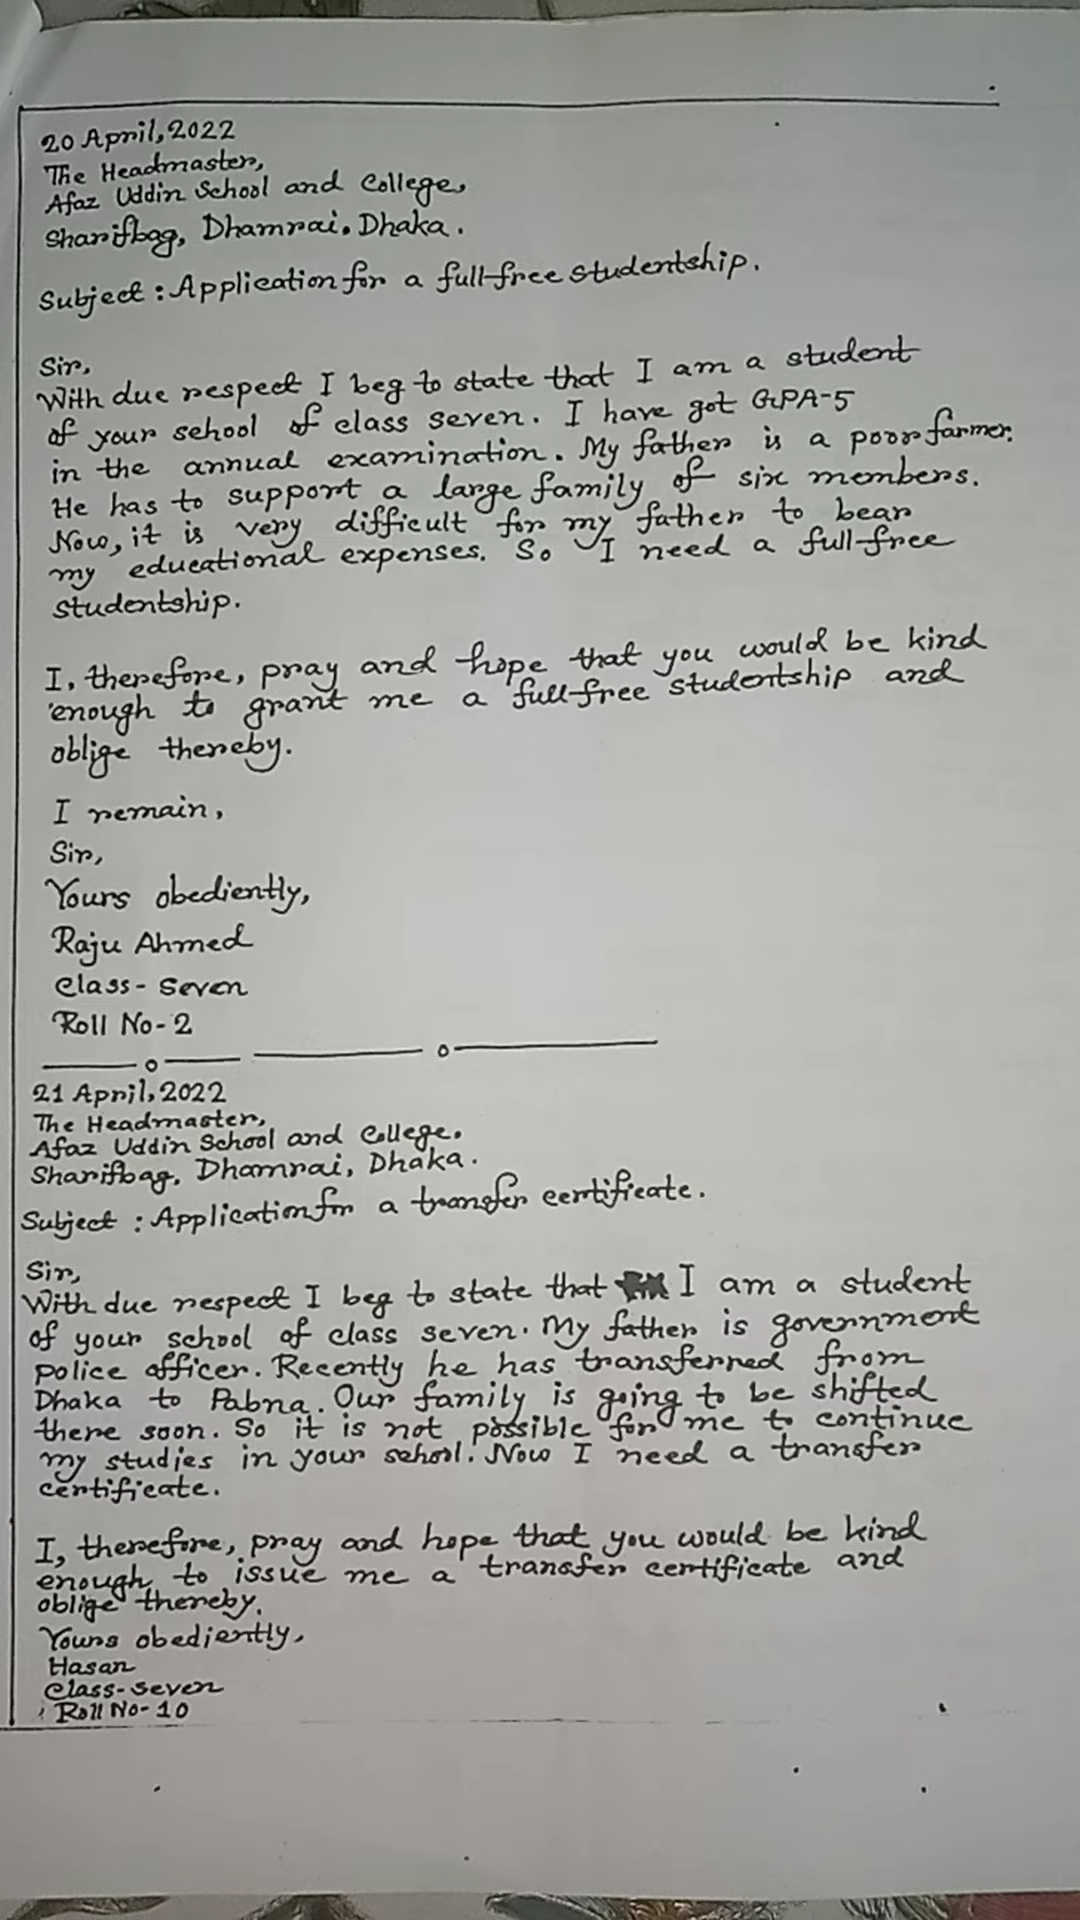 20 April, 2022
The Headmaster,
Afaz Uddin School and College,
Sharifbag, Dhamrai, Dhaka.
Subject : Application for a full-free studentship.
Sir,
With due respect I beg to state that I am a student
of your school of class seven. I have got GPA-5
in the annual examination. My father is a poor farmer.
He has to support a large family of six members.
Now, it is very difficult for my father to bear
my educational expenses. So I need a full-free
studentship.
I, therefore, pray and hope that you would be kind
enough to grant me a full-free studentship and
oblige thereby.
I remain,
Sir,
Yours obediently,
Raju Ahmed
Class- Seven
Roll No- 2
21 April, 2022
The Headmaster,
Afaz Uddin School and College.
Sharifbag, Dhamrai, Dhaka.
Subject : Application for a transfer certificate.
Sir,
With due respect I beg to state that I am a student
of your school of class seven. My father is government
police officer. Recently he has transferred from
Dhaka to Pabna. Our family is going to be shifted
there soon. So it is not possible for me to continue
my studies in your school. Now I need a transfer
certificate.
I, therefore, pray and hope that you would be kind
enough to issue me a transfer certificate and
oblige thereby.
Yours obediently,
Hasan
Class-Seven
Roll No- 10